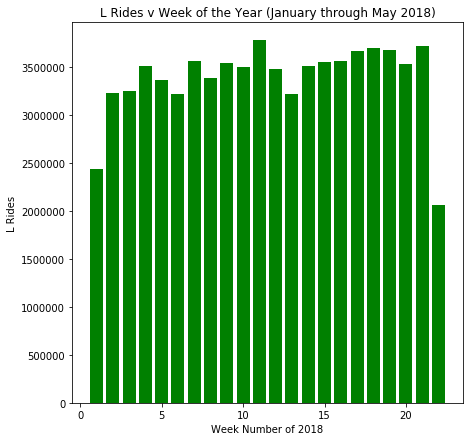 L Rides v Week of the Year (January through May 2018)
3500000
3000000
2500000
2000000
1500000
1000000
500000
0
L Rides
0 5 10 15 20
Week Number of 2018